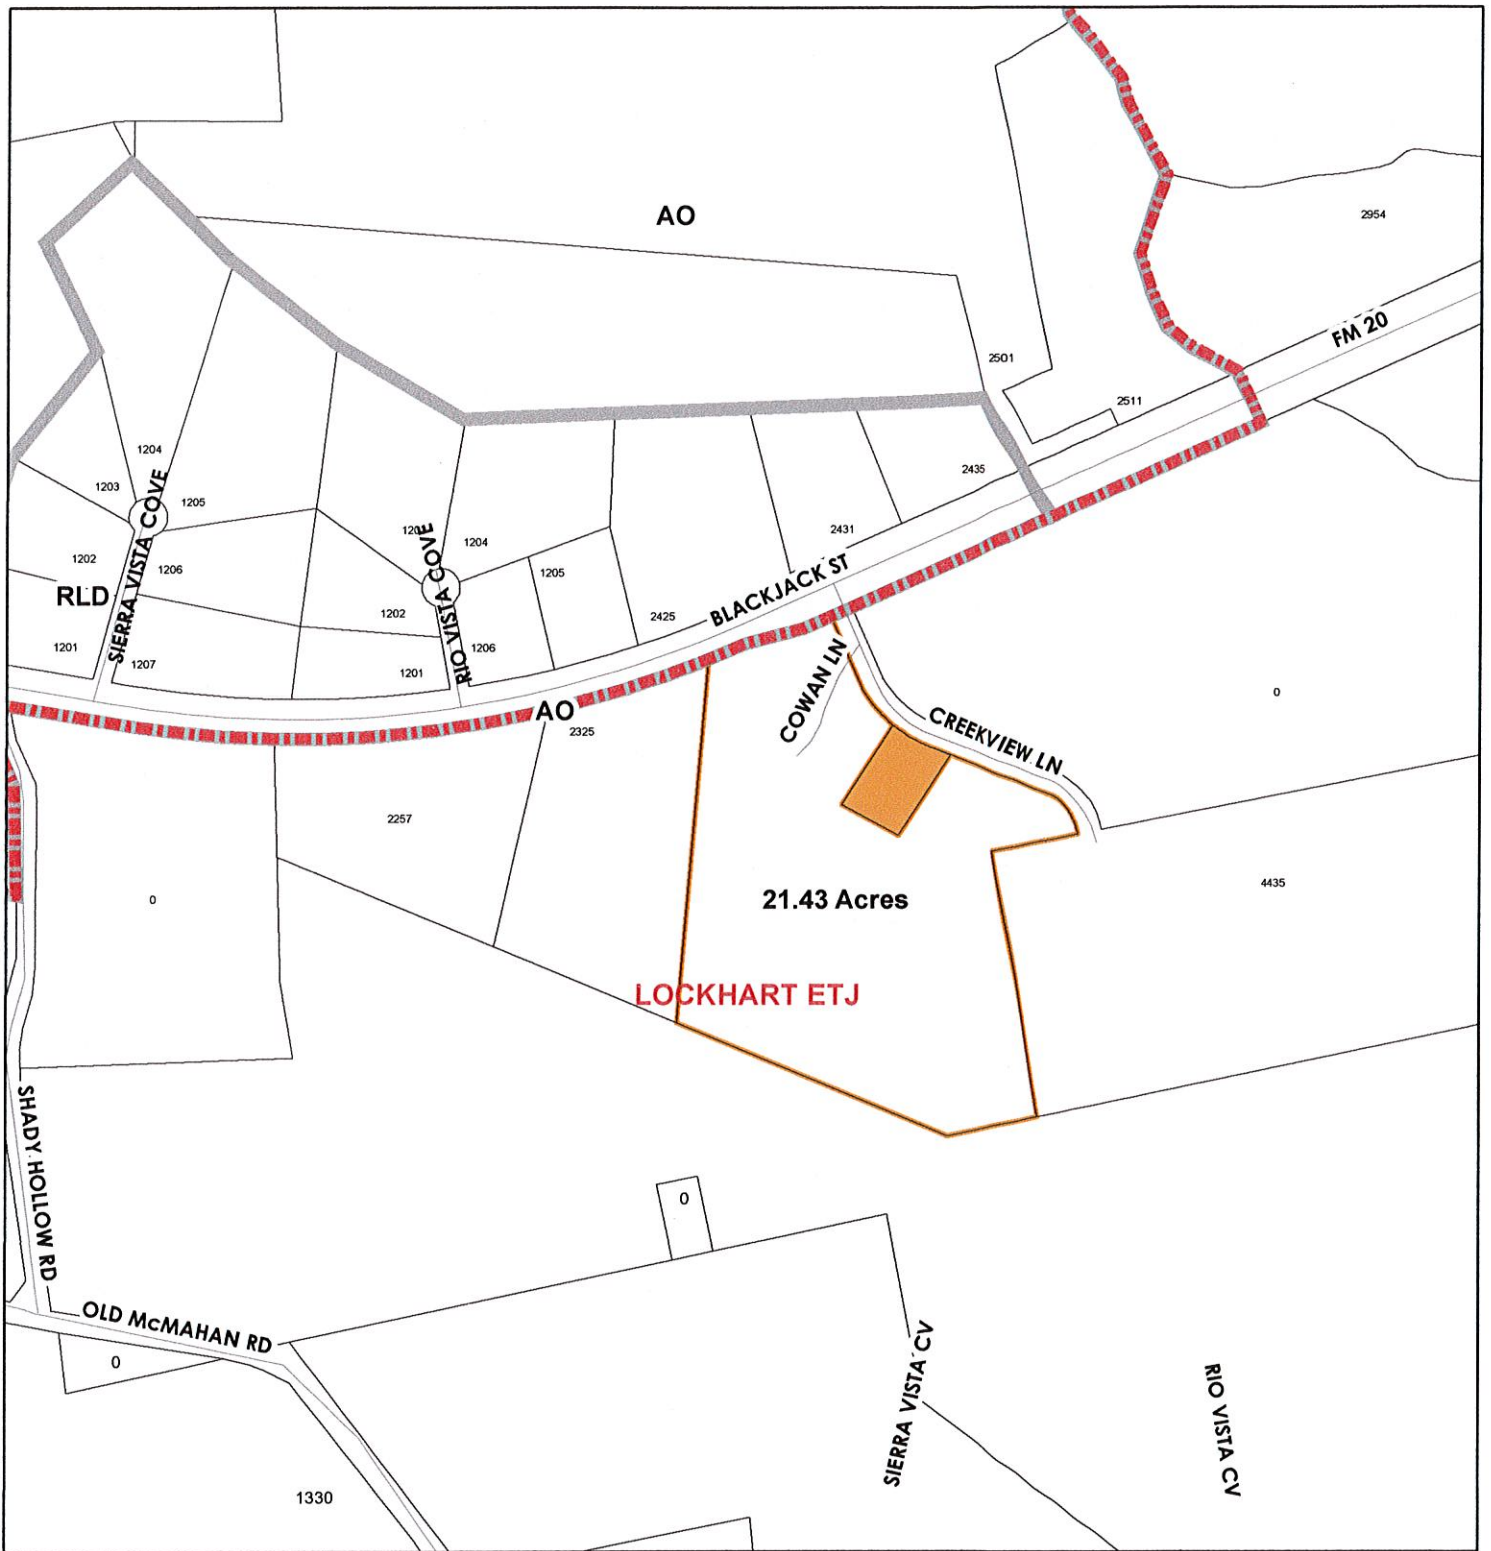 AO
2954
FM 20
2501
2511
1204
1203
1205
SIERRA VISTA COVE
2435
2431
1204
1202
1206
1205
RLD
BLACKJACK ST
1202
2425
RIO VISTA COVE
1201
1207
1206
1201
COWAN LN
0
AO
2325
CREEKVIEW LN
2257
4435
0
21.43 Acres
LOCKHART ETJ
SHADY HOLLOW RD
0
OLD McMAHAN RD
0
SIERRA VISTA CV
RIO VISTA CV
1330